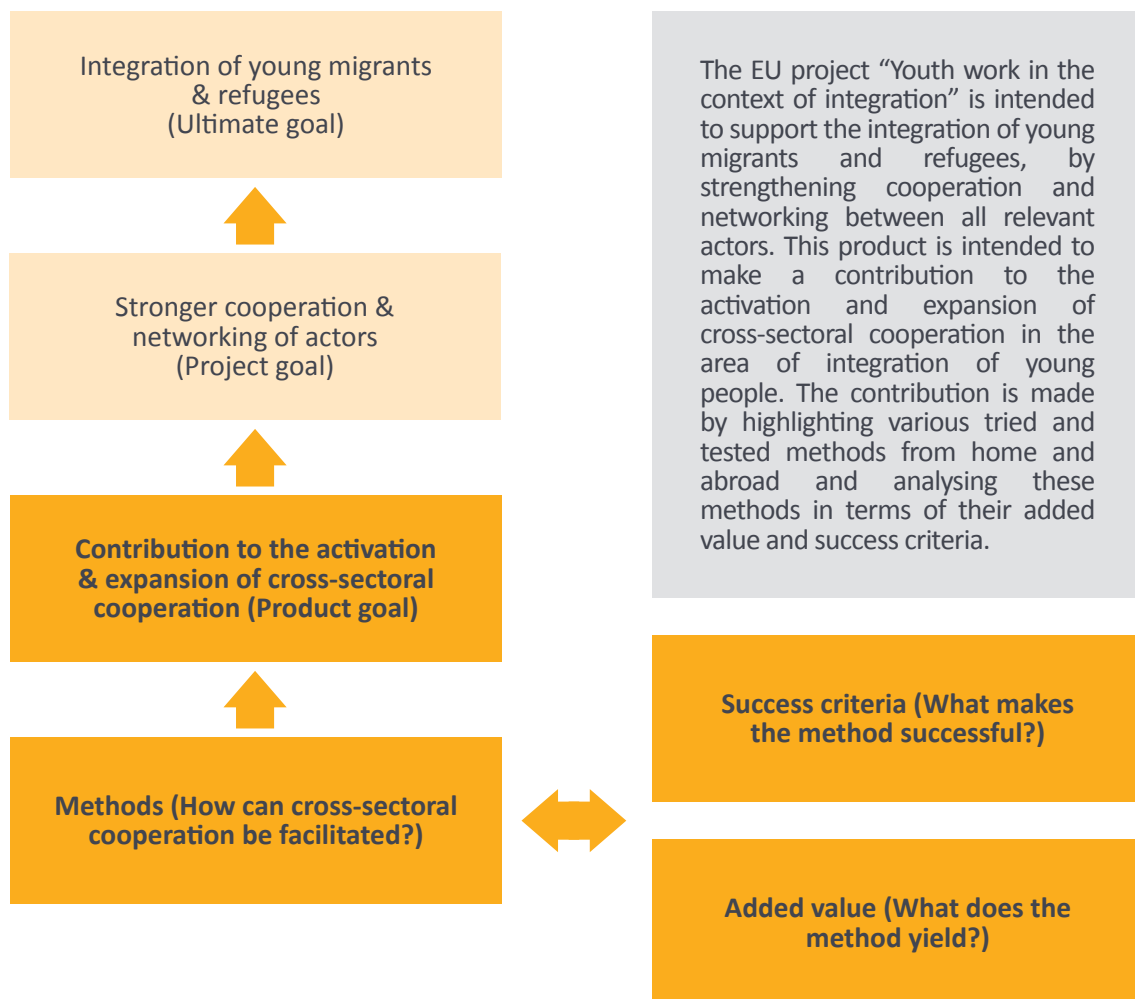 Integration of young migrants
& refugees
(Ultimate goal)
Stronger cooperation &
networking of actors
(Project goal)
Contribution to the activation
& expansion of cross-sectoral
cooperation (Product goal)
Methods (How can cross-sectoral
cooperation be facilitated?)
The EU project “Youth work in the
context of integration” is intended
to support the integration of young
migrants and refugees, by
strengthening cooperation and
networking between all relevant
actors. This product is intended to
make a contribution to the
activation and expansion of
cross-sectoral cooperation in the
area of integration of young
people. The contribution is made
by highlighting various tried and
tested methods from home and
abroad and analysing these
methods in terms of their added
value and success criteria.
Success criteria (What makes
the method successful?)
Added value (What does the
method yield?)